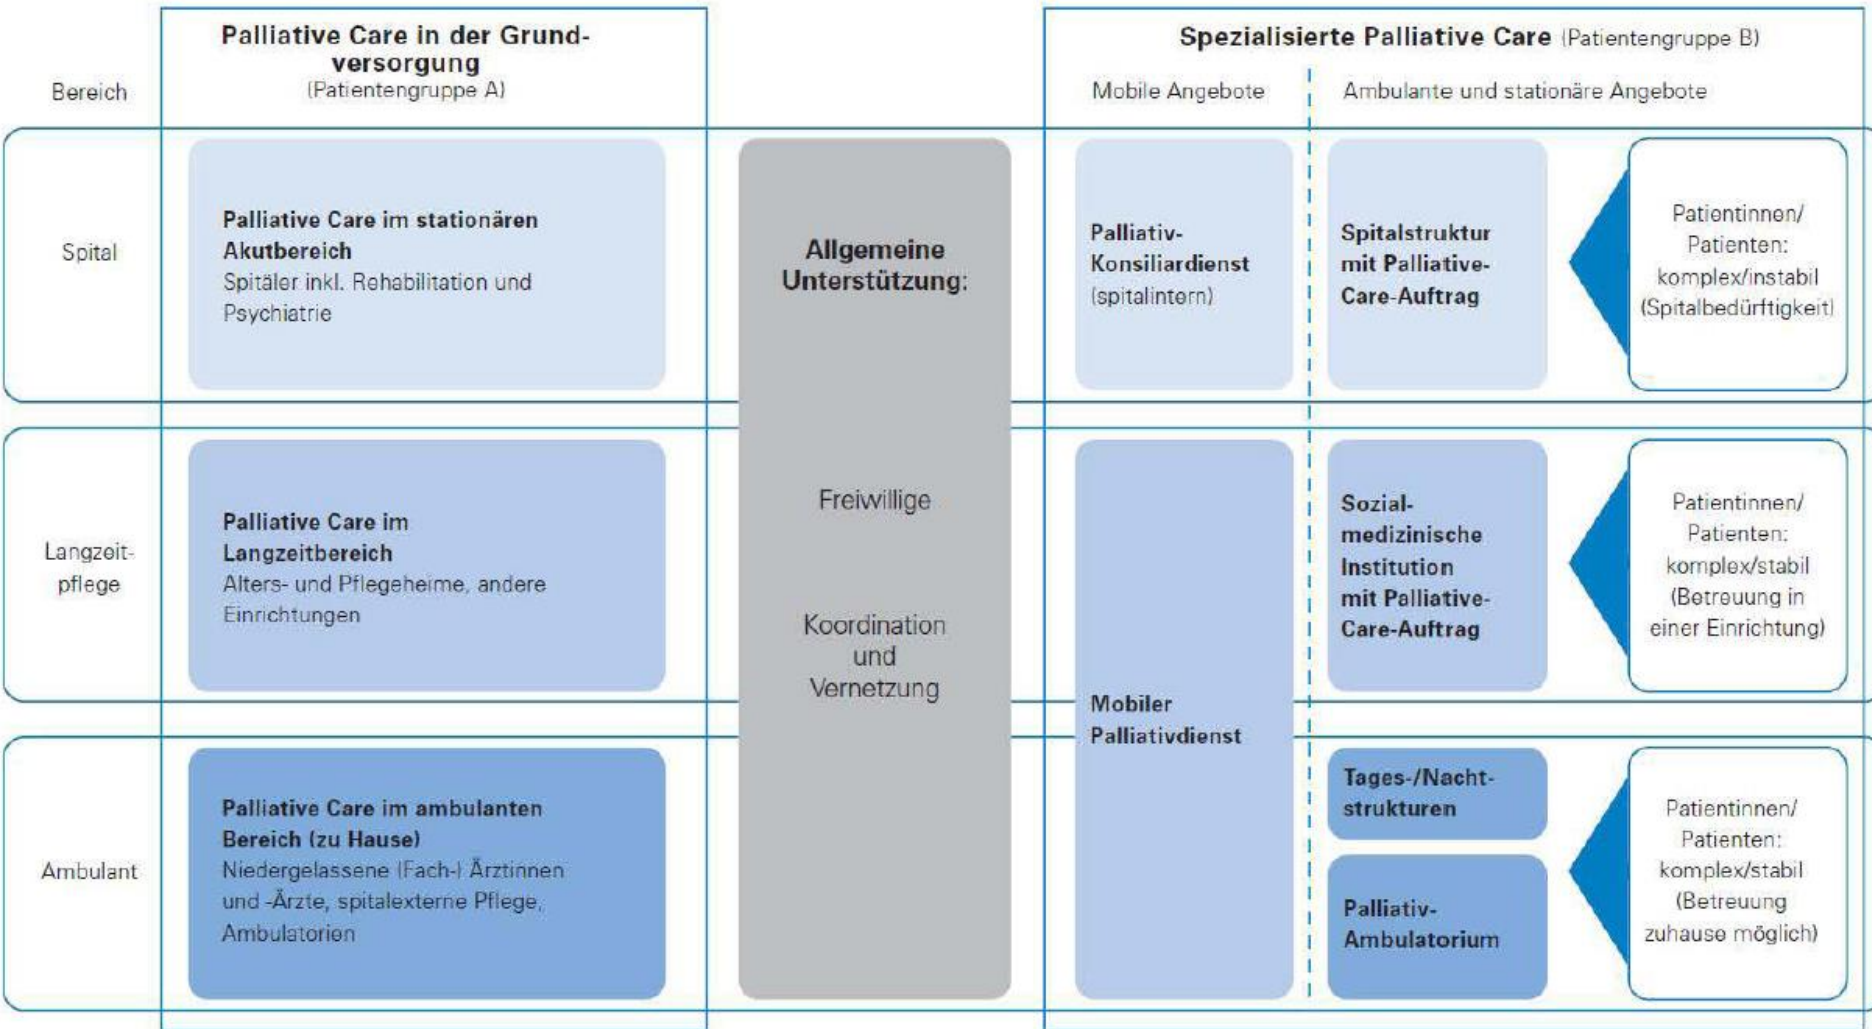 Palliative Care in der Grund-
versorgung
(Patientengruppe A)
Spezialisierte Palliative Care (Patientengruppe B)
Bereich
Mobile Angebote
Ambulante und stationäre Angebote
Spital
Palliative Care im stationären
Akutbereich
Spitäler inkl. Rehabilitation und
Psychiatrie
Allgemeine
Unterstützung:
Freiwillige
Koordination
und
Vernetzung
Palliativ-
Konsiliardienst
(spitalintern)
Spitalstruktur
mit Palliative-
Care-Auftrag
Patientinnen/
Patienten:
komplex/instabil
(Spitalbedürftigkeit)
Langzeit-
pflege
Palliative Care im
Langzeitbereich
Alters- und Pflegeheime, andere
Einrichtungen
Mobiler
Palliativdienst
Sozial-
medizinische
Institution
mit Palliative-
Care-Auftrag
Patientinnen/
Patienten:
komplex/stabil
(Betreuung in
einer Einrichtung)
Ambulant
Palliative Care im ambulanten
Bereich (zu Hause)
Niedergelassene (Fach-) Ärztinnen
und -Ärzte, spitalexterne Pflege,
Ambulatorien
Tages-/Nacht-
strukturen
Palliativ-
Ambulatorium
Patientinnen/
Patienten:
komplex/stabil
(Betreuung
zuhause möglich)